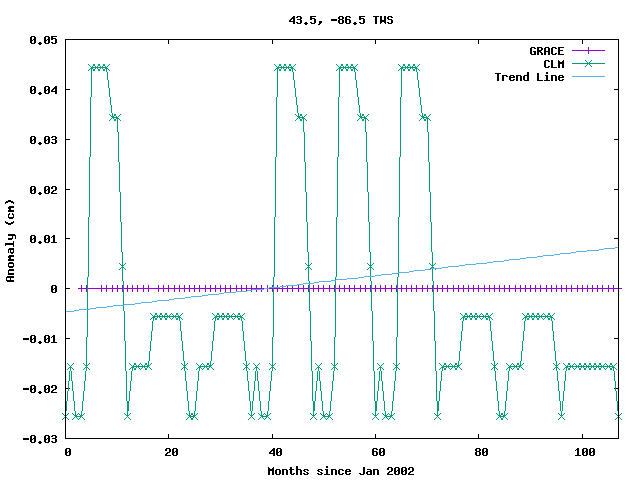 43.5, -86.5 TWS
GRACE
CLM
Trend Line
Anomaly (cm)
0.05
0.04
0.03
0.02
0.01
0
-0.01
-0.02
-0.03
0 20 40 60 80 100
Months since Jan 2002